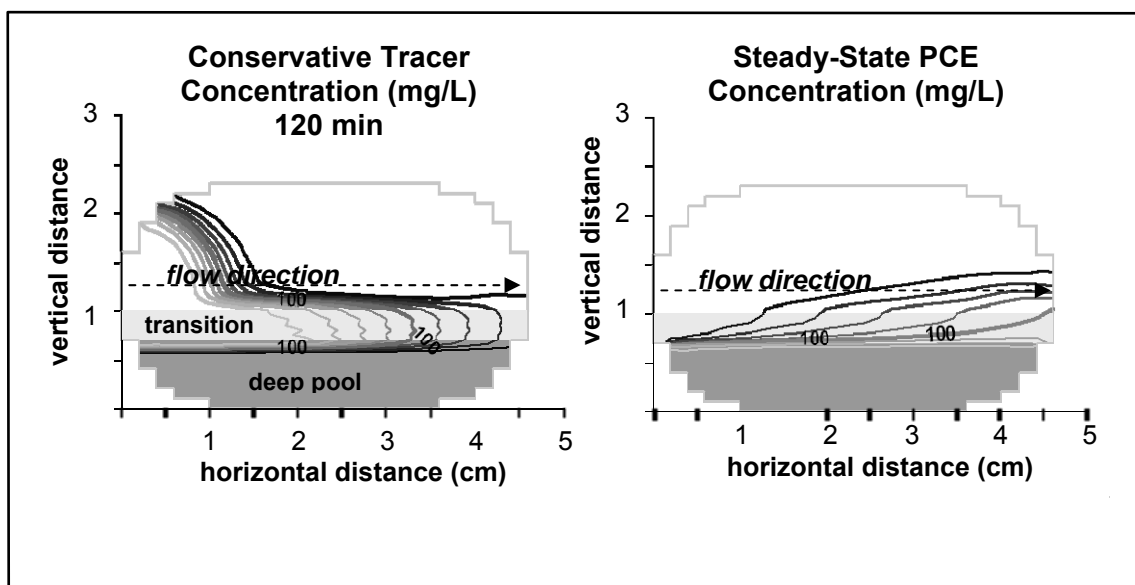 Conservative Tracer
Concentration (mg/L)
120 min
3
2
1
vertical distance
flow direction
100
transition
100
100
deep pool
1
2
3
4
5
horizontal distance (cm)
Steady-State PCE
Concentration (mg/L)
3
2
1
vertical distance
flow direction
100
100
1
2
3
4
5
horizontal distance (cm)